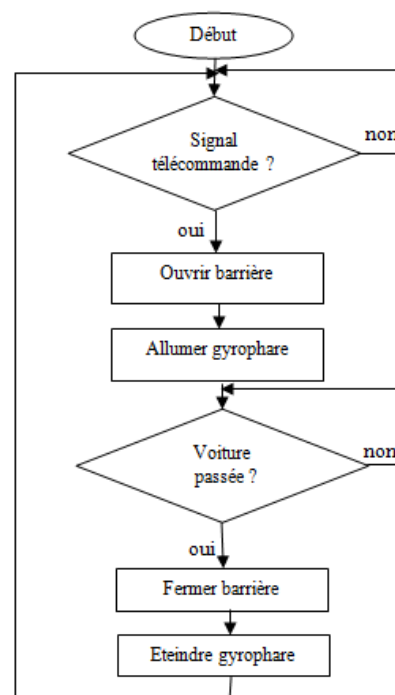 Début
Signal
télécommande ?
non
oui
Ouvrir barrière
Allumer gyrophare
Voiture
passée ?
non
oui
Fermer barrière
Eteindre gyrophare